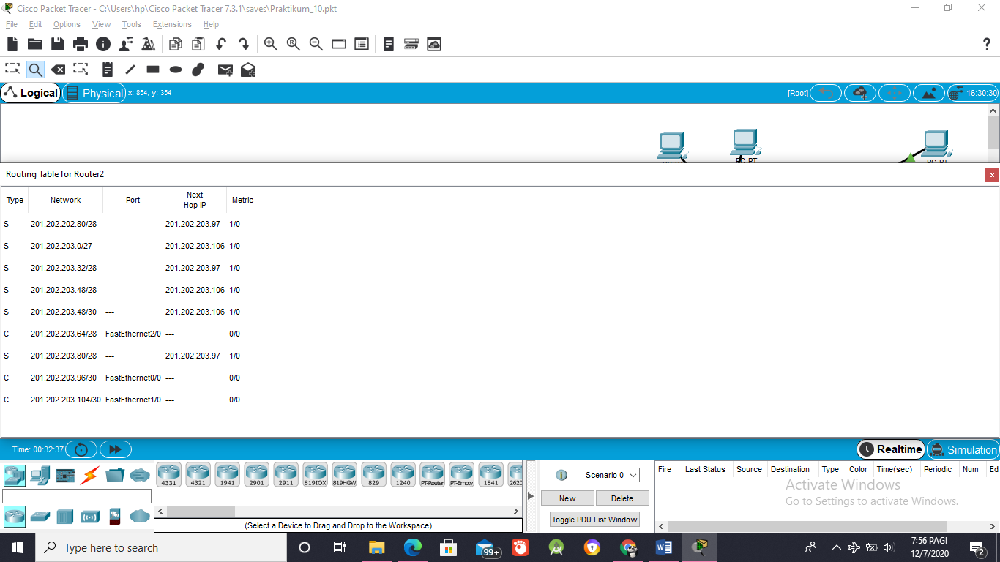 Cisco Packet Tracer - C:\Users\hp\Cisco Packet Tracer 7.3.1\saves\Praktikum_10.pkt
File Edit Options View Tools Extensions Help
Logical Physical x: 854, y: 354 [Root] 16:30:30
PC-PT
PC-PT
Routing Table for Router2 x
Type Network Port Next Hop IP Metric
S 201.202.202.80/28 --- 201.202.203.97 1/0
S 201.202.203.0/27 --- 201.202.203.106 1/0
S 201.202.203.32/28 --- 201.202.203.97 1/0
S 201.202.203.48/28 --- 201.202.203.106 1/0
S 201.202.203.48/30 --- 201.202.203.106 1/0
C 201.202.203.64/28 FastEthernet2/0 --- 0/0
S 201.202.203.80/28 --- 201.202.203.97 1/0
C 201.202.203.96/30 FastEthernet0/0 --- 0/0
C 201.202.203.104/30 FastEthernet1/0 --- 0/0
Time: 00:32:37 Realtime Simulation
4331 4321 1941 2901 2911 819IOX 819HGW 829 1240 PT-Router PT-Empty 1841 2620
(Select a Device to Drag and Drop to the Workspace)
Scenario 0
New Delete
Toggle PDU List Window
Fire Last Status Source Destination Type Color Time(sec) Periodic Num Ed
Activate Windows
Go to Settings to activate Windows.
Type here to search
99+
7:56 PAGI
12/7/2020
2